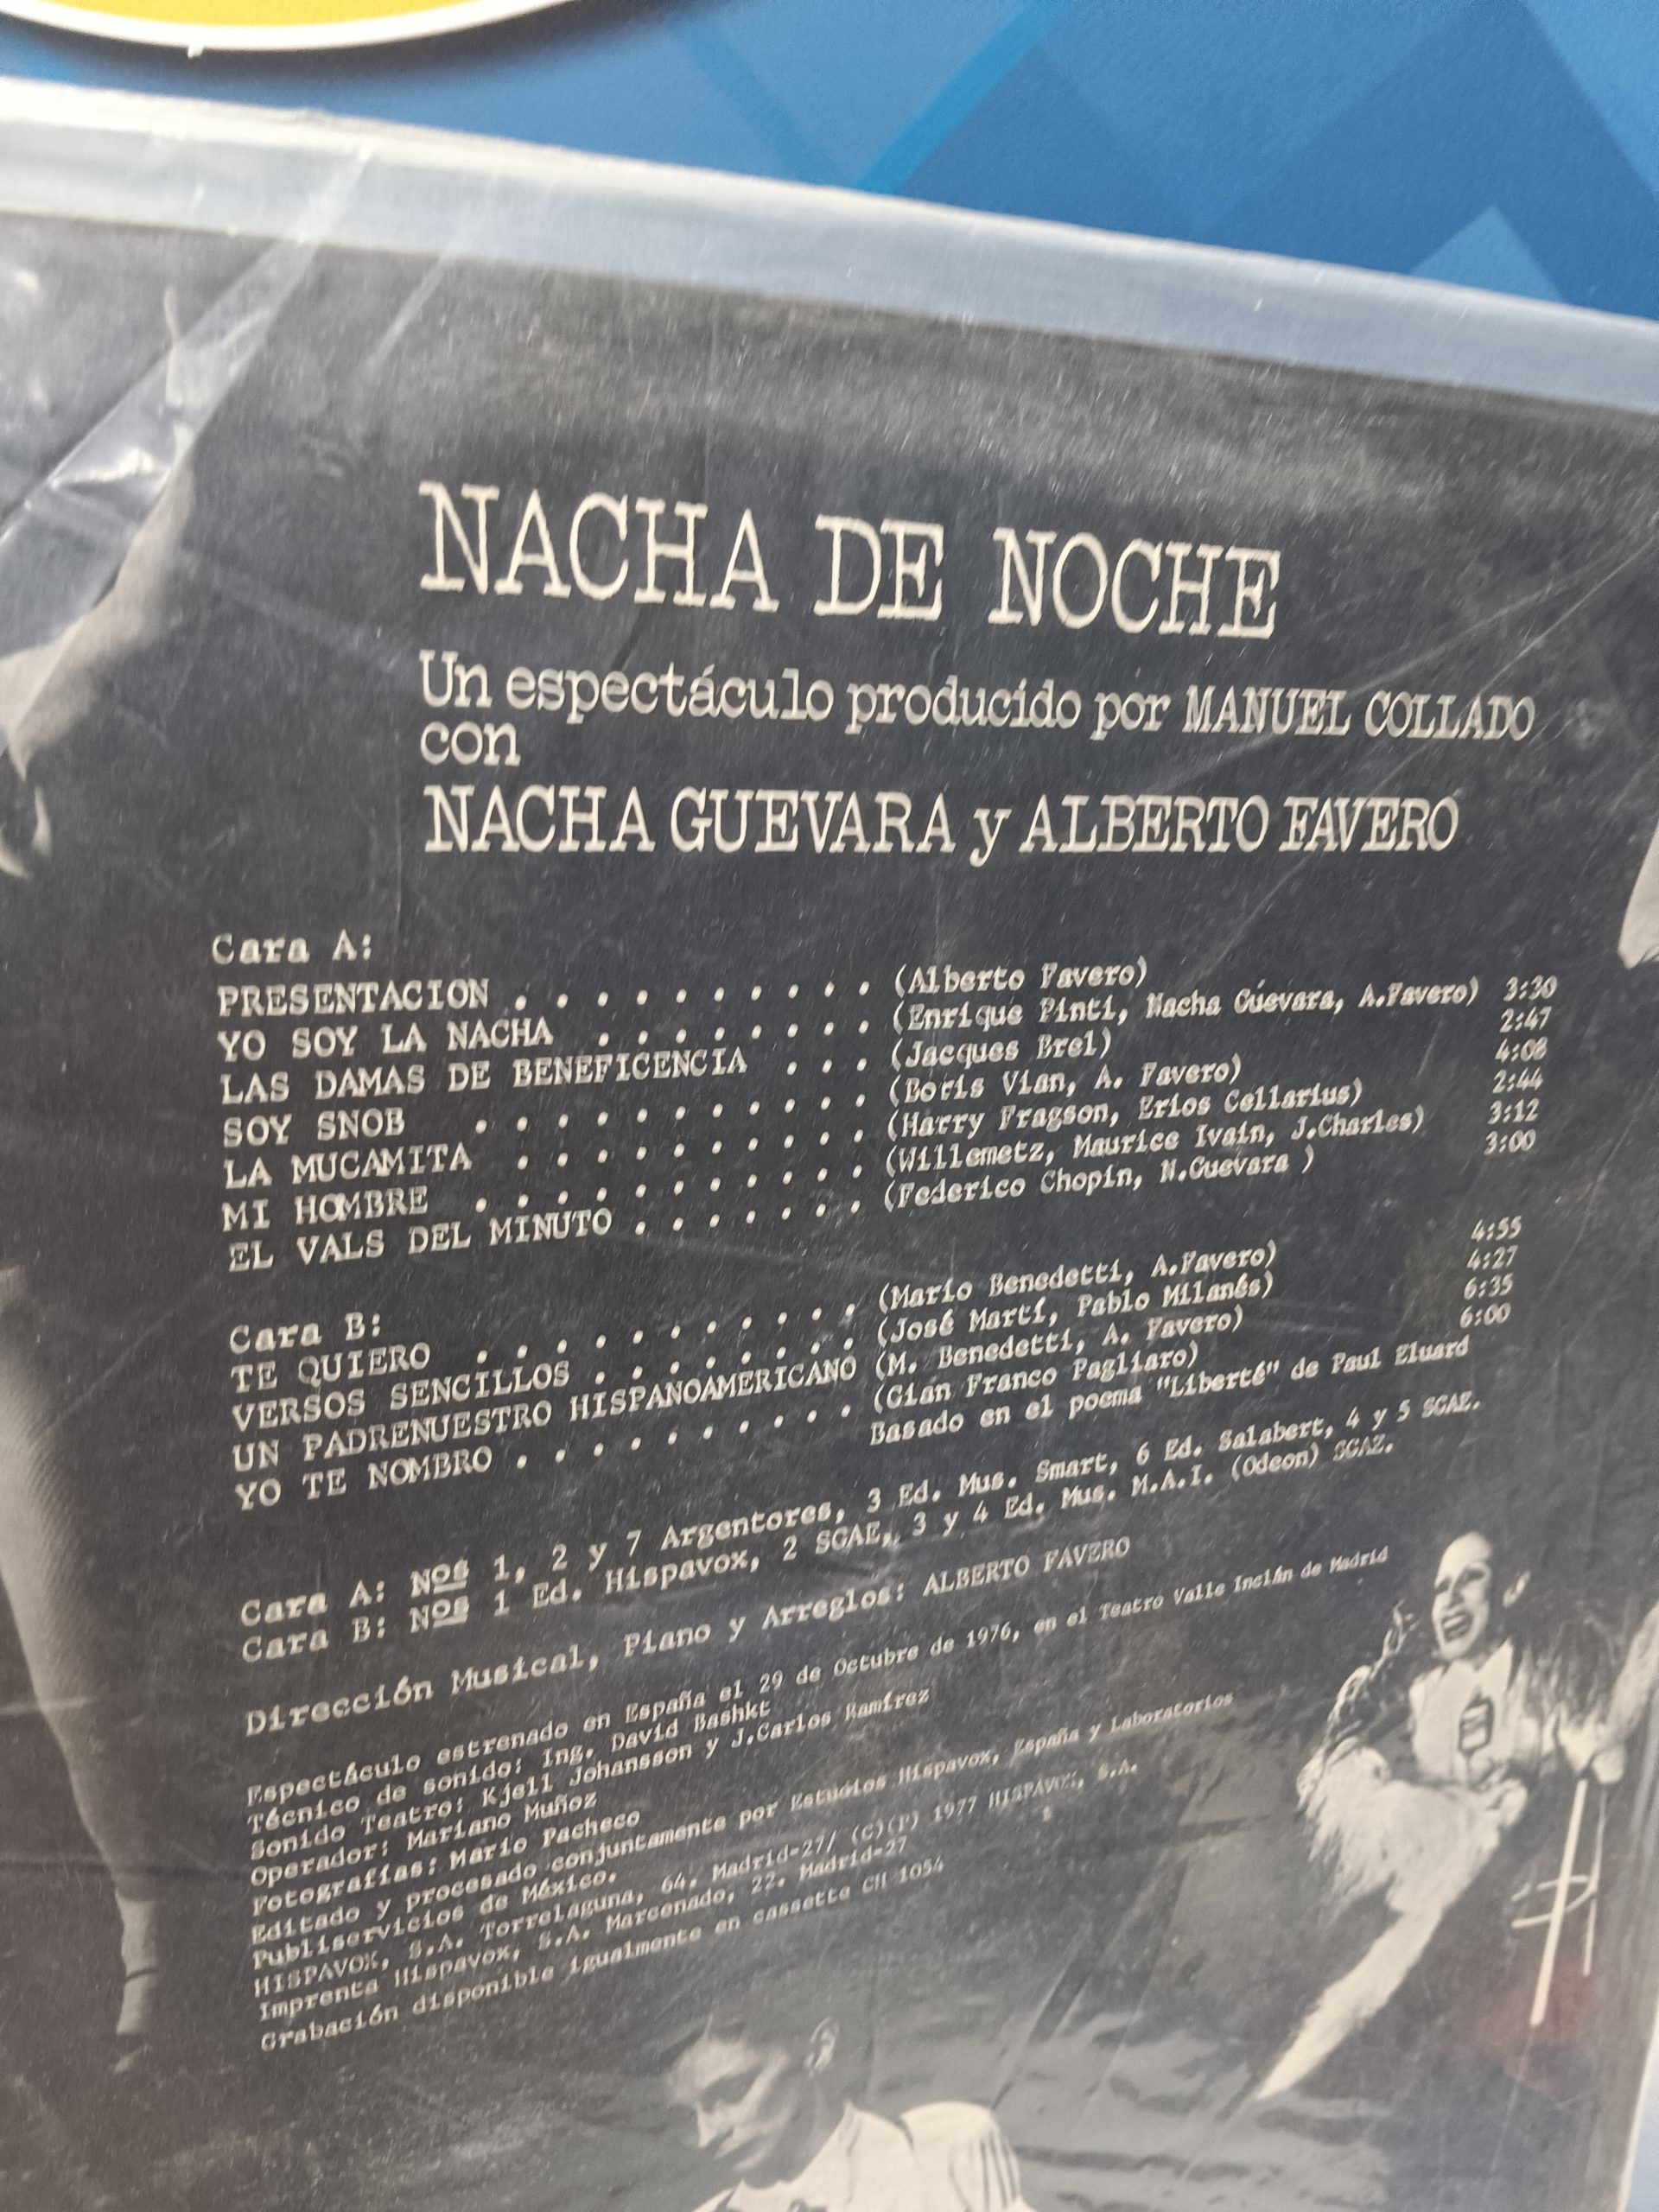 NACHA DE NOCHE
Un espectáculo producido por MANUEL COLLADO
con
NACHA GUEVARA y ALBERTO FAVERO
Cara A:
PRESENTACION . . . . . . . . . . (Alberto Favero)
YO SOY LA NACHA . . . . . . . . (Enrique Pinti, Nacha Guevara, A.Favero) 3:30
LAS DAMAS DE BENEFICENCIA . . . (Jacques Brel) 2:47
SOY SNOB . . . . . . . . . . . (Boris Vian, A. Favero) 4:08
LA MUCAMITA . . . . . . . . . . (Harry Fragson, Erios Cellarius) 2:44
MI HOMBRE . . . . . . . . . . . (Willemetz, Maurice Ivain, J.Charles) 3:12
EL VALS DEL MINUTO . . . . . . . (Federico Chopin, N.Guevara ) 3:00
Cara B:
TE QUIERO . . . . . . . . . . . (Mario Benedetti, A.Favero) 4:55
VERSOS SENCILLOS . . . . . . . . (José Martí, Pablo Milanés) 4:27
UN PADRENUESTRO HISPANOAMERICANO (M. Benedetti, A. Favero) 6:35
YO TE NOMBRO . . . . . . . . . . (Gian Franco Pagliaro) 6:00
Basado en el poema "Liberté" de Paul Eluard
Cara A: Nos 1, 2 y 7 Argentores, 3 Ed. Mus. Smart, 6 Ed. Salabert, 4 y 5 SGAE.
Cara B: Nos 1 Ed. Hispavox, 2 SGAE, 3 y 4 Ed. Mus. M.A.I. (Odeon) SGAE.
Dirección Musical, Piano y Arreglos: ALBERTO FAVERO
Espectáculo estrenado en España el 29 de Octubre de 1976, en el Teatro Valle Inclán de Madrid
Técnico de sonido: Ing. David Bashkt
Sonido Teatro: Kjell Johansson y J.Carlos Ramírez
Operador: Mariano Muñoz
Fotografías: Mario Pacheco
Editado y procesado conjuntamente por Estudios Hispavox, España y Laboratorios
Publiservicios de México.
HISPAVOX, S.A. Torrelaguna, 64. Madrid-27/ (C)(P) 1977 HISPAVOX, S.A.
Imprenta Hispavox, S.A. Marcenado, 22. Madrid-27
Grabación disponible igualmente en cassette CH 1054